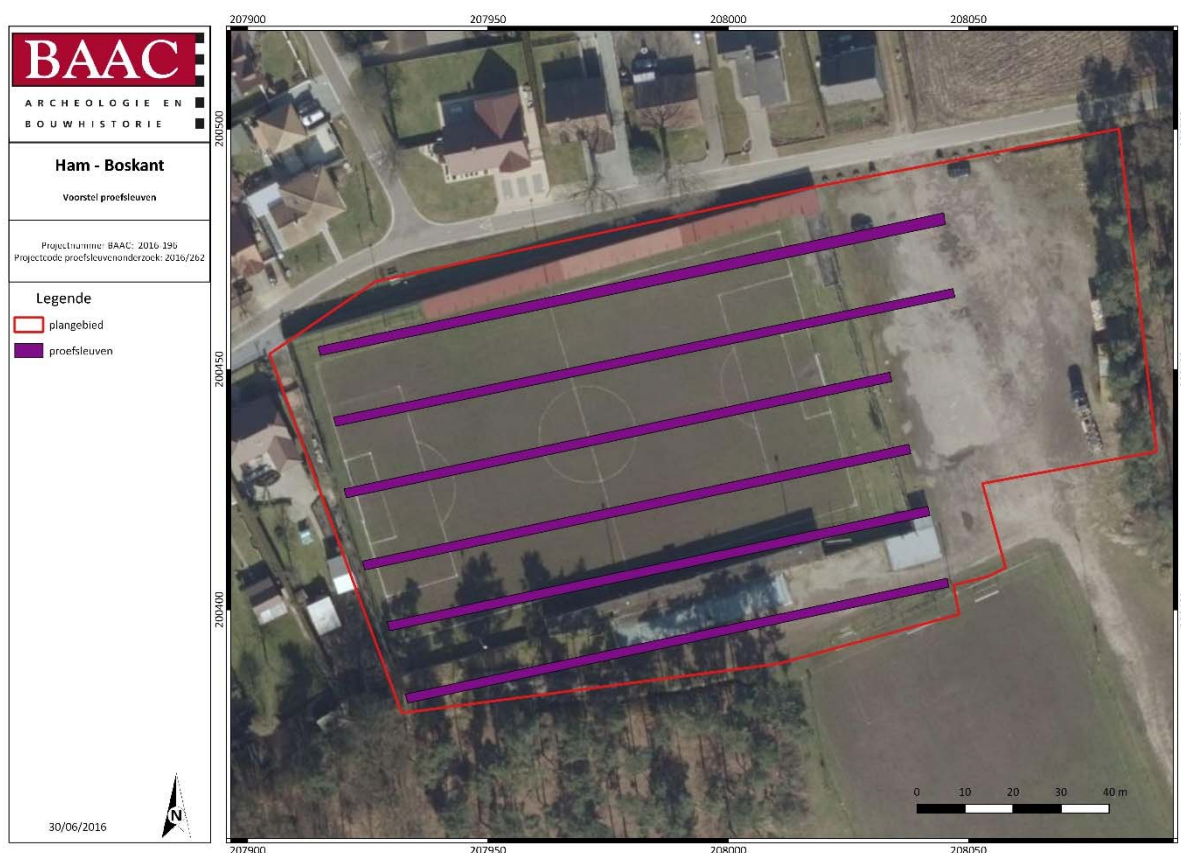 BAAC
ARCHEOLOGIE EN
BOUWHISTORIE
Ham - Boskant
Voorstel proefsleuven
Projectnummer BAAC: 2016-196
Projectcode proefsleuvenonderzoek: 2016/262
Legende
plangebied
proefsleuven
30/06/2016
N
207900 207950 208000 208050
200500
200450
200400
0 10 20 30 40 m
207900 207950 208000 208050